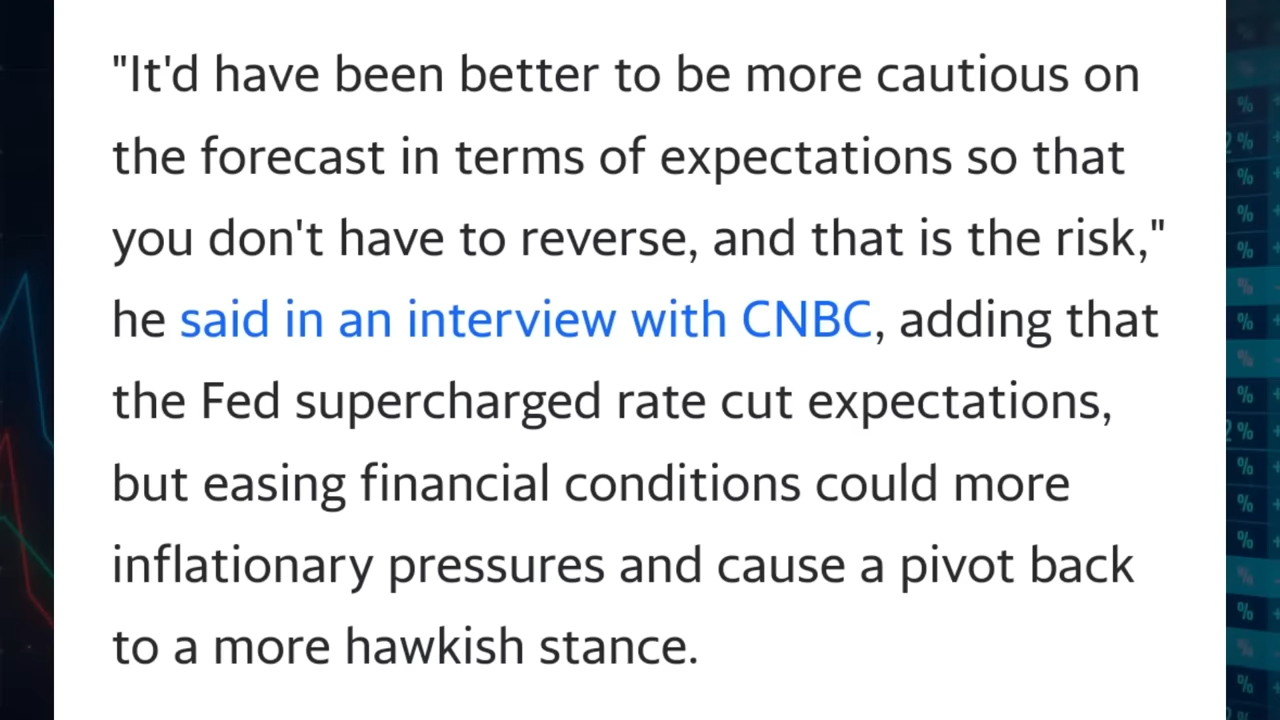 "It'd have been better to be more cautious on
the forecast in terms of expectations so that
you don't have to reverse, and that is the risk,"
he said in an interview with CNBC, adding that
the Fed supercharged rate cut expectations,
but easing financial conditions could more
inflationary pressures and cause a pivot back
to a more hawkish stance.
%
2 %
%
%
%
%
%
%
%
2 %
%
%
%
%
%
%
%